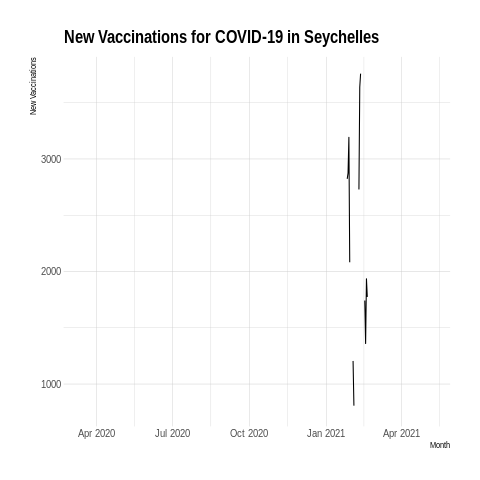 New Vaccinations for COVID-19 in Seychelles
New Vaccinations
3000
2000
1000
Apr 2020 Jul 2020 Oct 2020 Jan 2021 Apr 2021
Month